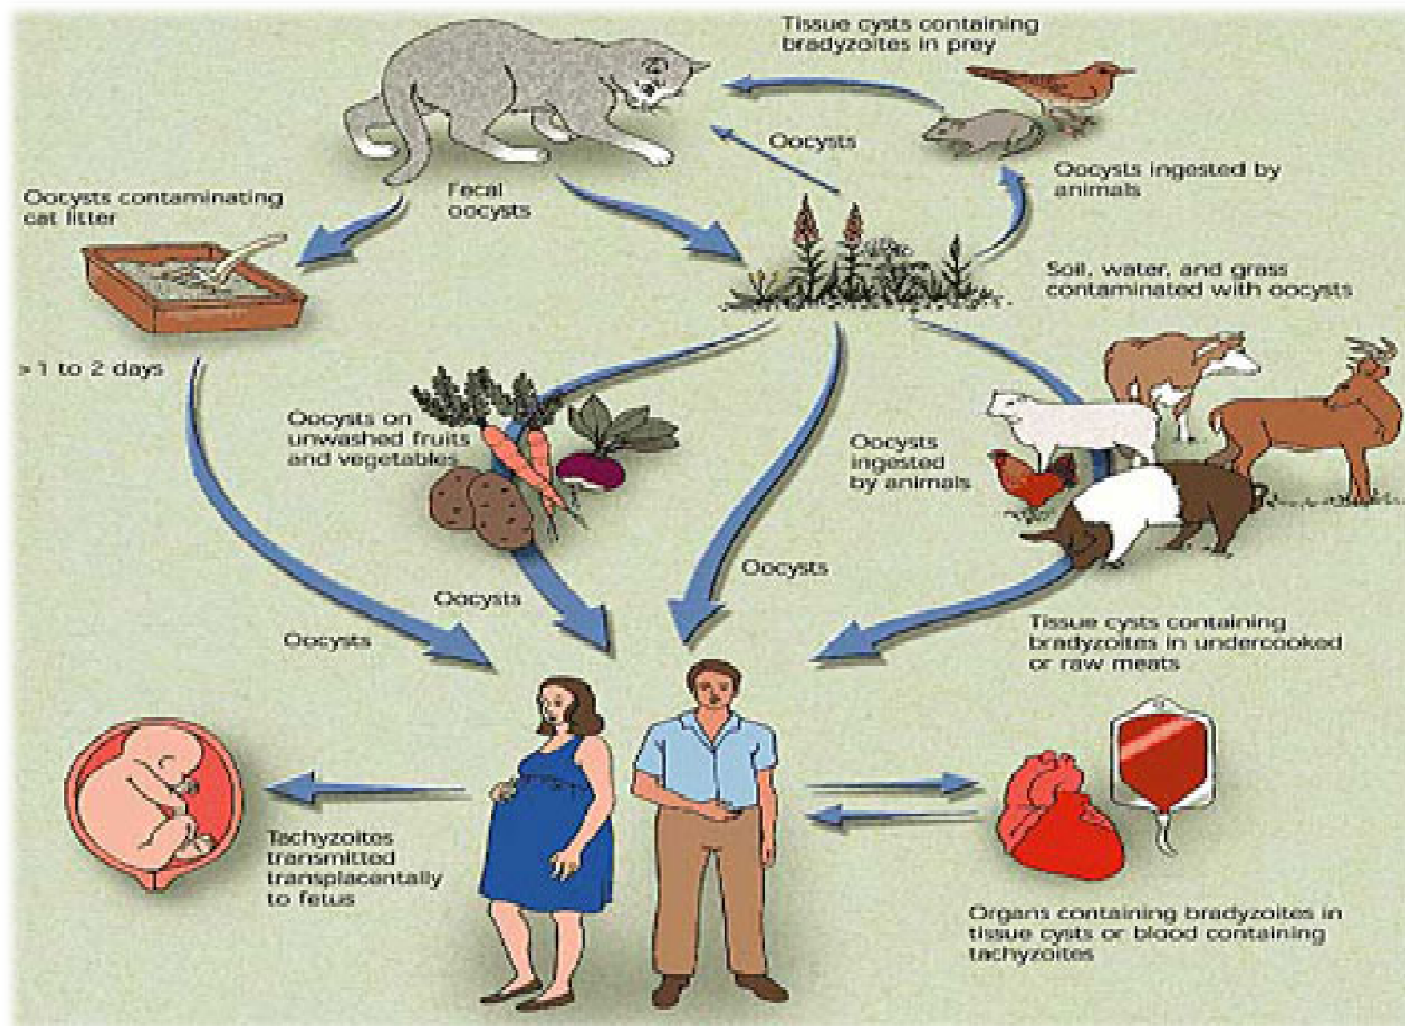 Tissue cysts containing
bradyzoites in prey
Oocysts
Oocysts ingested by
animals
Oocysts contaminating
cat litter
Fecal
oocysts
Soil, water, and grass
contaminated with oocysts
> 1 to 2 days
Oocysts on
unwashed fruits
and vegetables
Oocysts
ingested
by animals
Oocysts
Oocysts
Oocysts
Tissue cysts containing
bradyzoites in undercooked
or raw meats
Tachyzoites
transmitted
transplacentally
to fetus
Organs containing bradyzoites in
tissue cysts or blood containing
tachyzoites